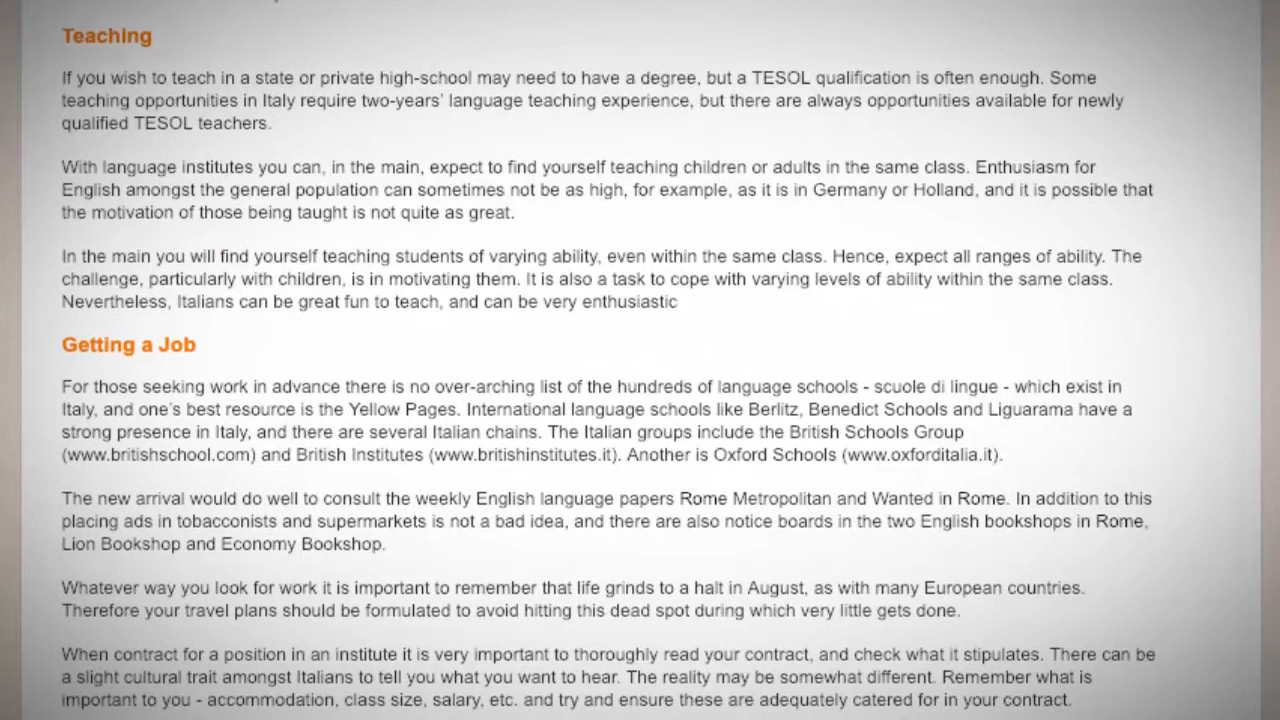 Teaching
If you wish to teach in a state or private high-school may need to have a degree, but a TESOL qualification is often enough. Some
teaching opportunities in Italy require two-years' language teaching experience, but there are always opportunities available for newly
qualified TESOL teachers.
With language institutes you can, in the main, expect to find yourself teaching children or adults in the same class. Enthusiasm for
English amongst the general population can sometimes not be as high, for example, as it is in Germany or Holland, and it is possible that
the motivation of those being taught is not quite as great.
In the main you will find yourself teaching students of varying ability, even within the same class. Hence, expect all ranges of ability. The
challenge, particularly with children, is in motivating them. It is also a task to cope with varying levels of ability within the same class.
Nevertheless, Italians can be great fun to teach, and can be very enthusiastic
Getting a Job
For those seeking work in advance there is no over-arching list of the hundreds of language schools - scuole di lingue - which exist in
Italy, and one's best resource is the Yellow Pages. International language schools like Berlitz, Benedict Schools and Liguarama have a
strong presence in Italy, and there are several Italian chains. The Italian groups include the British Schools Group
(www.britishschool.com) and British Institutes (www.britishinstitutes.it). Another is Oxford Schools (www.oxforditalia.it).
The new arrival would do well to consult the weekly English language papers Rome Metropolitan and Wanted in Rome. In addition to this
placing ads in tobacconists and supermarkets is not a bad idea, and there are also notice boards in the two English bookshops in Rome,
Lion Bookshop and Economy Bookshop.
Whatever way you look for work it is important to remember that life grinds to a halt in August, as with many European countries.
Therefore your travel plans should be formulated to avoid hitting this dead spot during which very little gets done.
When contract for a position in an institute it is very important to thoroughly read your contract, and check what it stipulates. There can be
a slight cultural trait amongst Italians to tell you what you want to hear. The reality may be somewhat different. Remember what is
important to you - accommodation, class size, salary, etc. and try and ensure these are adequately catered for in your contract.